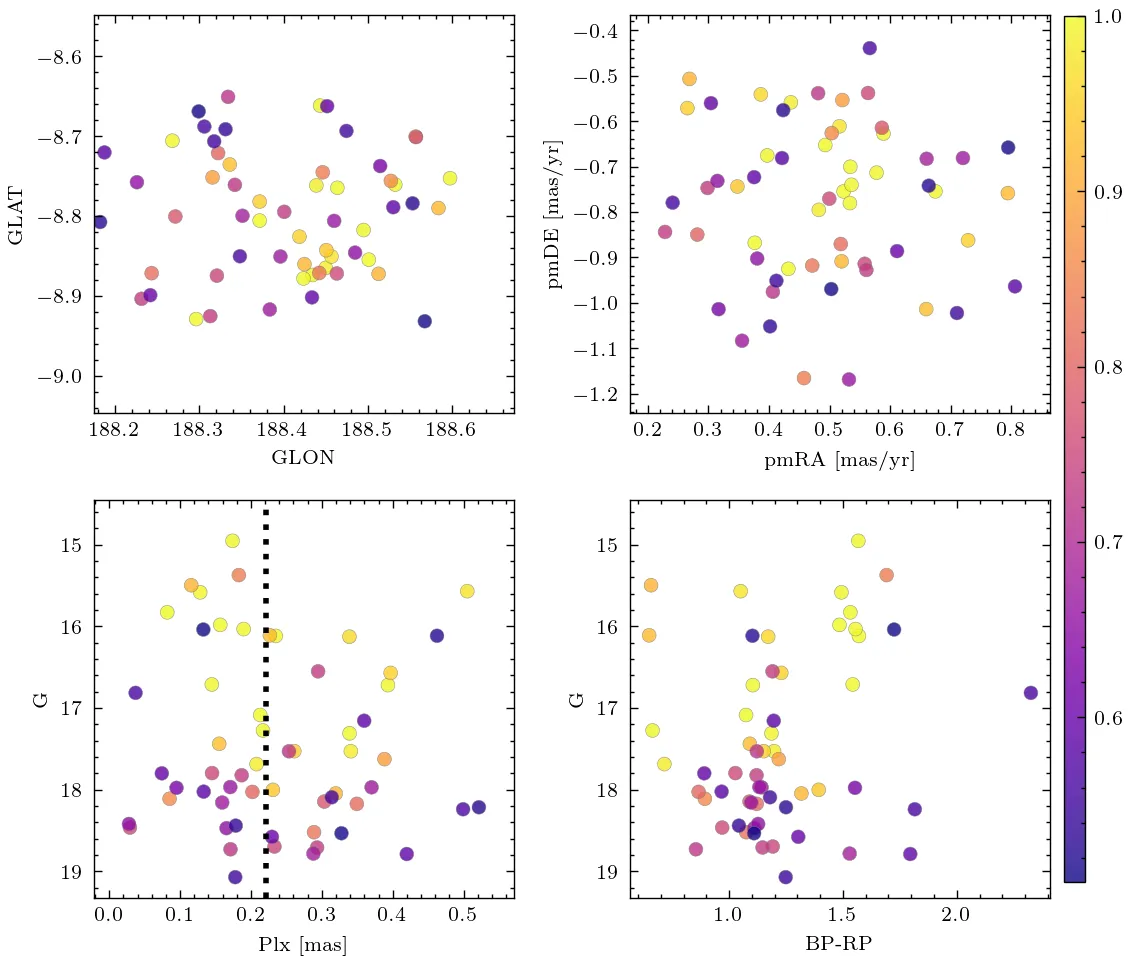 −8.6
−8.7
−8.8
−8.9
−9.0
GLAT
188.2 188.3 188.4 188.5 188.6
GLON
−0.4
−0.5
−0.6
−0.7
−0.8
−0.9
−1.0
−1.1
−1.2
pmDE [mas/yr]
0.2 0.3 0.4 0.5 0.6 0.7 0.8
pmRA [mas/yr]
1.0
0.9
0.8
0.7
0.6
15
16
17
18
19
G
0.0 0.1 0.2 0.3 0.4 0.5
Plx [mas]
15
16
17
18
19
G
1.0 1.5 2.0
BP-RP